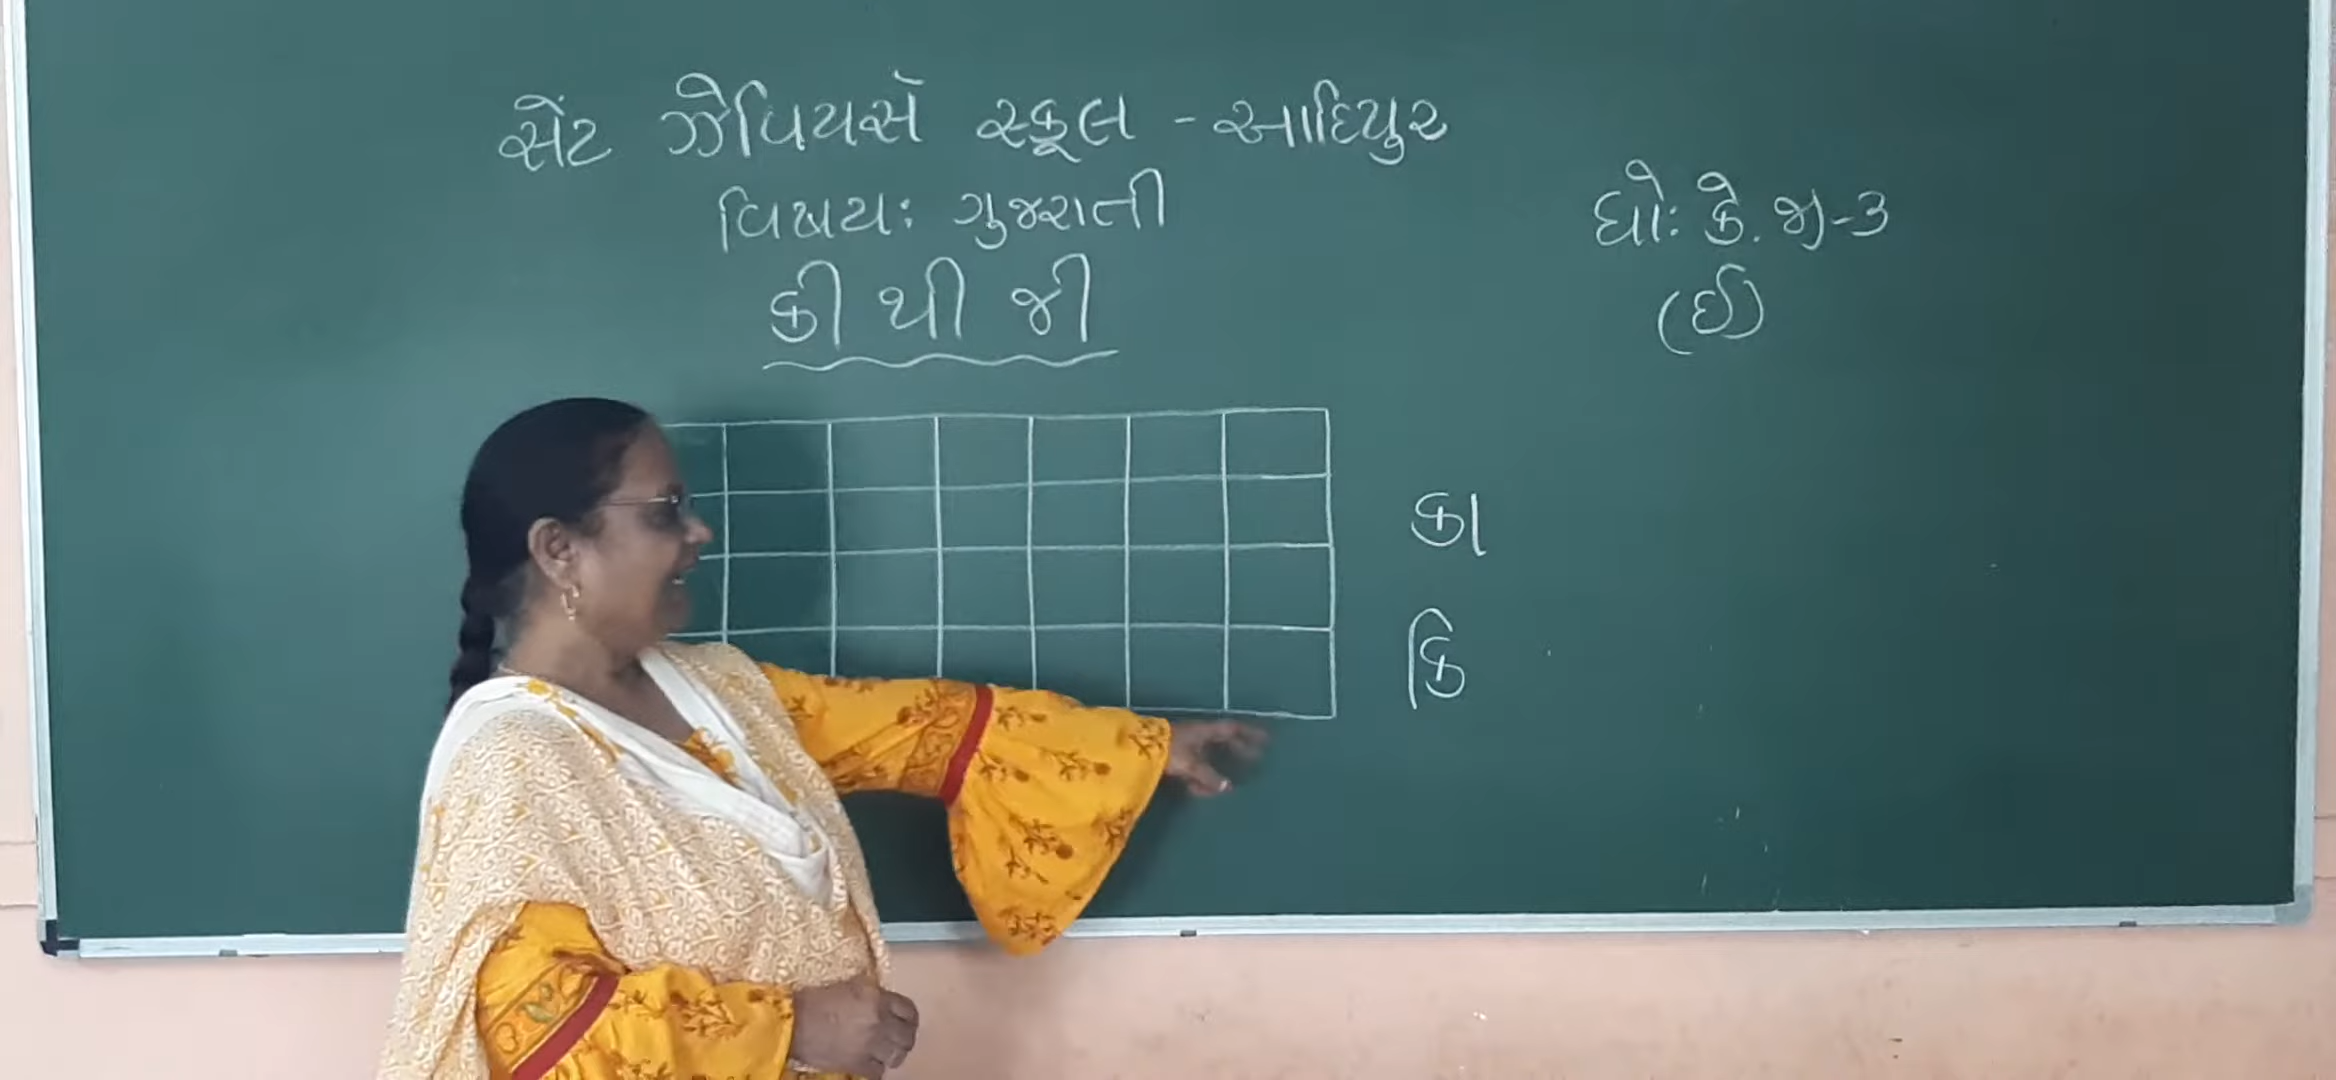 સેંટ ઝેવિયર્સ સ્કૂલ - આદિપુર
વિષય: ગુજરાતી
ધો: કે. જી-૩
(ઈ)
કી થી જી
કા
કિ